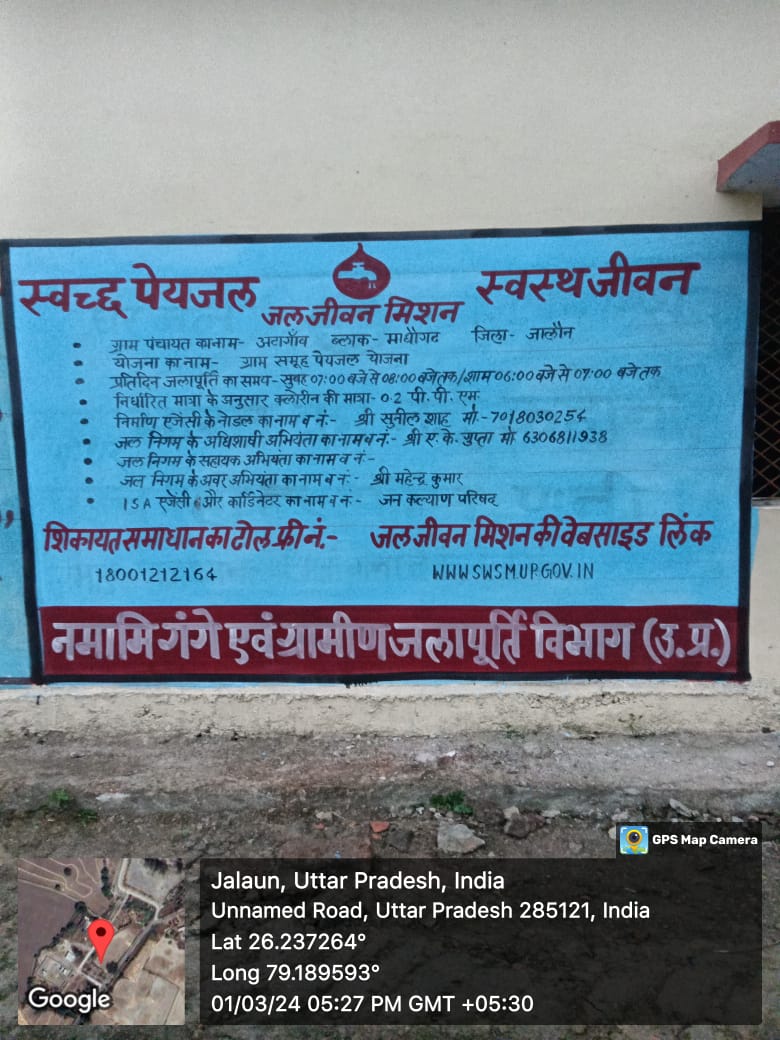 स्वच्छ पेयजल
स्वस्थ जीवन
जल जीवन मिशन
ग्राम पंचायत का नाम- अटागाँव ब्लाक- माधौगढ जिला- जालौन
योजना का नाम- ग्राम समूह पेयजल योजना
प्रतिदिन जलापूर्ति का समय- सुबह 07:00 बजे से 08:00 बजे तक/शाम 06:00 बजे से 07:00 बजे तक
निर्धारित मात्रा के अनुसार क्लोरीन की मात्रा- 0.2 पी. पी. एम
निर्माण एजेंसी के नोडल का नाम व नं:- श्री सुनील शाह मो-7018030254
जल निगम के अधिशाषी अभियंता का नाम व नं:- श्री ए. के. गुप्ता मो 6306811938
जल निगम के सहायक अभियंता का नाम व नं:-
जल निगम के अवर अभियंता का नाम व नं:- श्री महेन्द्र कुमार
ISA एजेंसी और कार्डिनेटर का नाम व नं:- जन कल्याण परिषद्
शिकायत समाधान का टोल फ्री नं.- जल जीवन मिशन की वेबसाइड लिंक
18001212164 WWW.SWSM.UP.GOV.IN
नमामि गंगे एवं ग्रामीण जलापूर्ति विभाग (उ.प्र.)
GPS Map Camera
Jalaun, Uttar Pradesh, India
Unnamed Road, Uttar Pradesh 285121, India
Lat 26.237264°
Long 79.189593°
01/03/24 05:27 PM GMT +05:30
Google